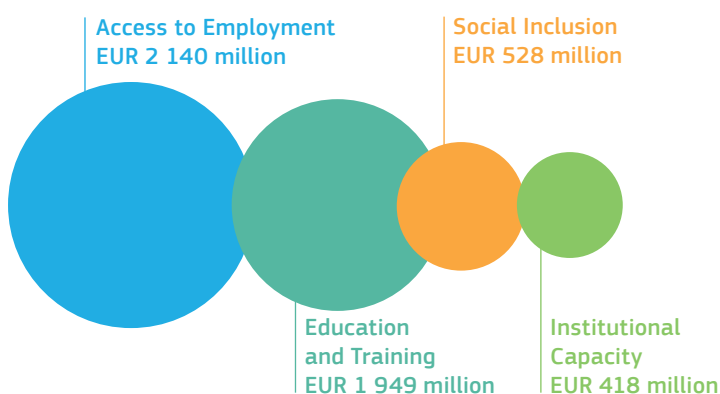 Access to Employment
EUR 2 140 million
Social Inclusion
EUR 528 million
Education
and Training
EUR 1 949 million
Institutional
Capacity
EUR 418 million